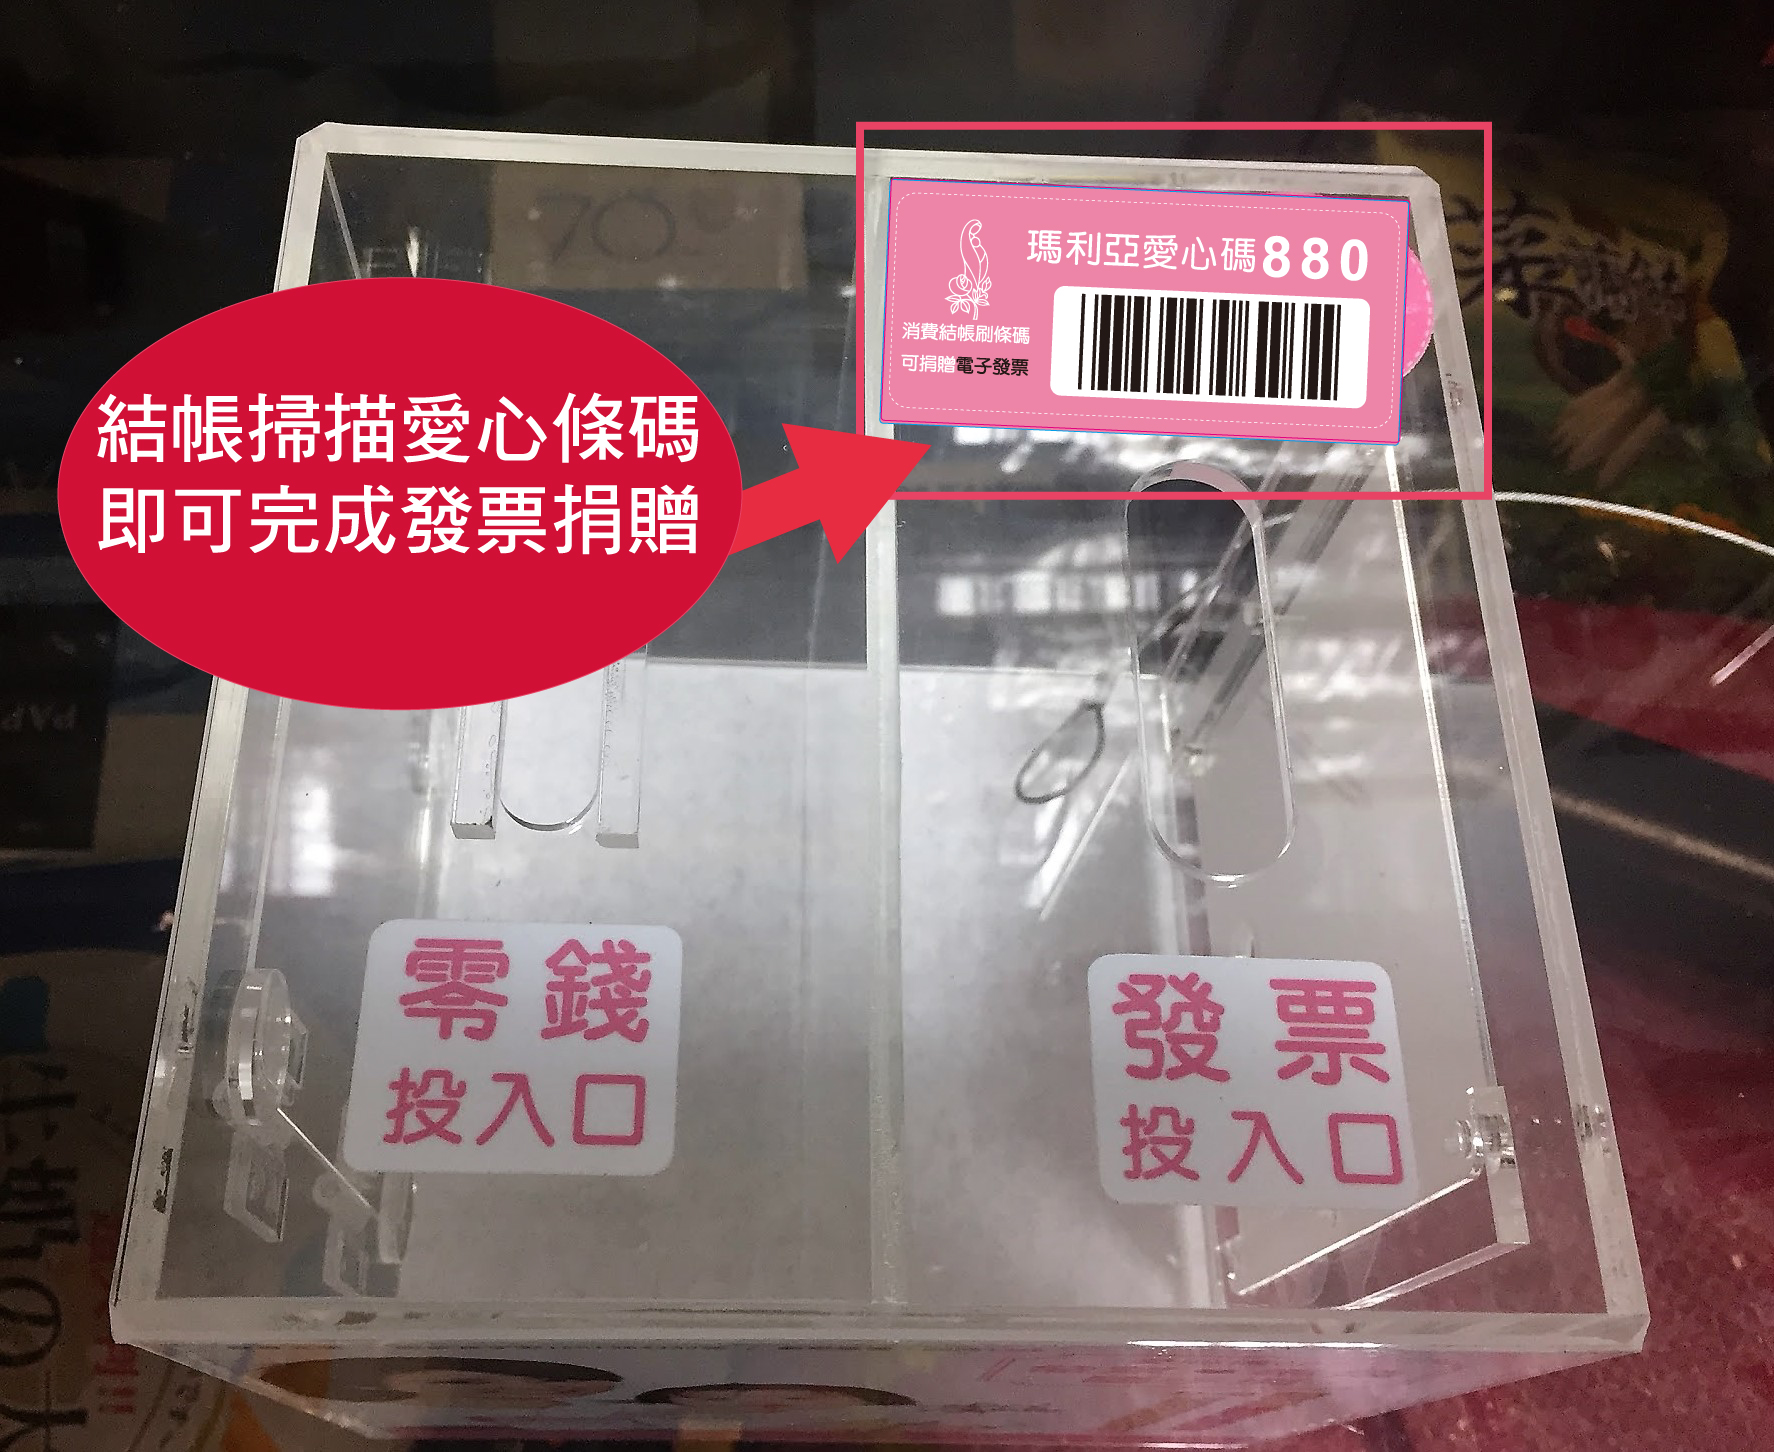 瑪利亞愛心碼880
消費結帳刷條碼
可捐贈電子發票
結帳掃描愛心條碼
即可完成發票捐贈
零錢
投入口
發票
投入口